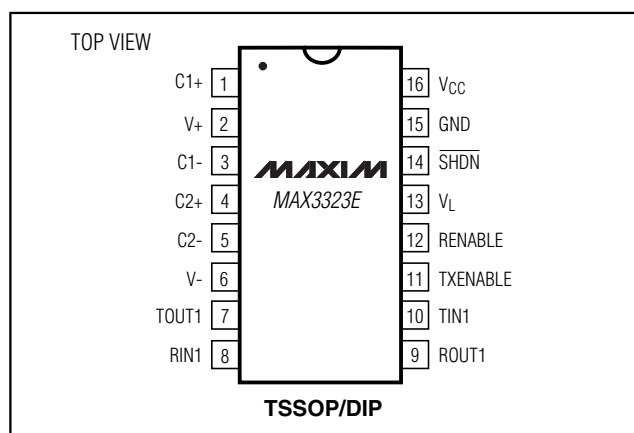 TOP VIEW
C1+ 1
V+ 2
C1- 3
C2+ 4
C2- 5
V- 6
TOUT1 7
RIN1 8
MAXIM
MAX3323E
16 VCC
15 GND
14 SHDN
13 VL
12 RENABLE
11 TXENABLE
10 TIN1
9 ROUT1
TSSOP/DIP